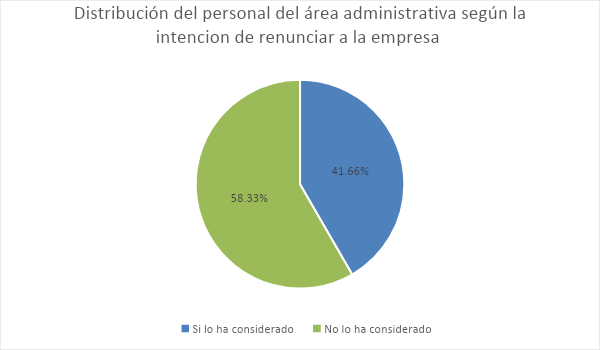 Distribución del personal del área administrativa según la
intencion de renunciar a la empresa
41.66%
58.33%
Si lo ha considerado
No lo ha considerado